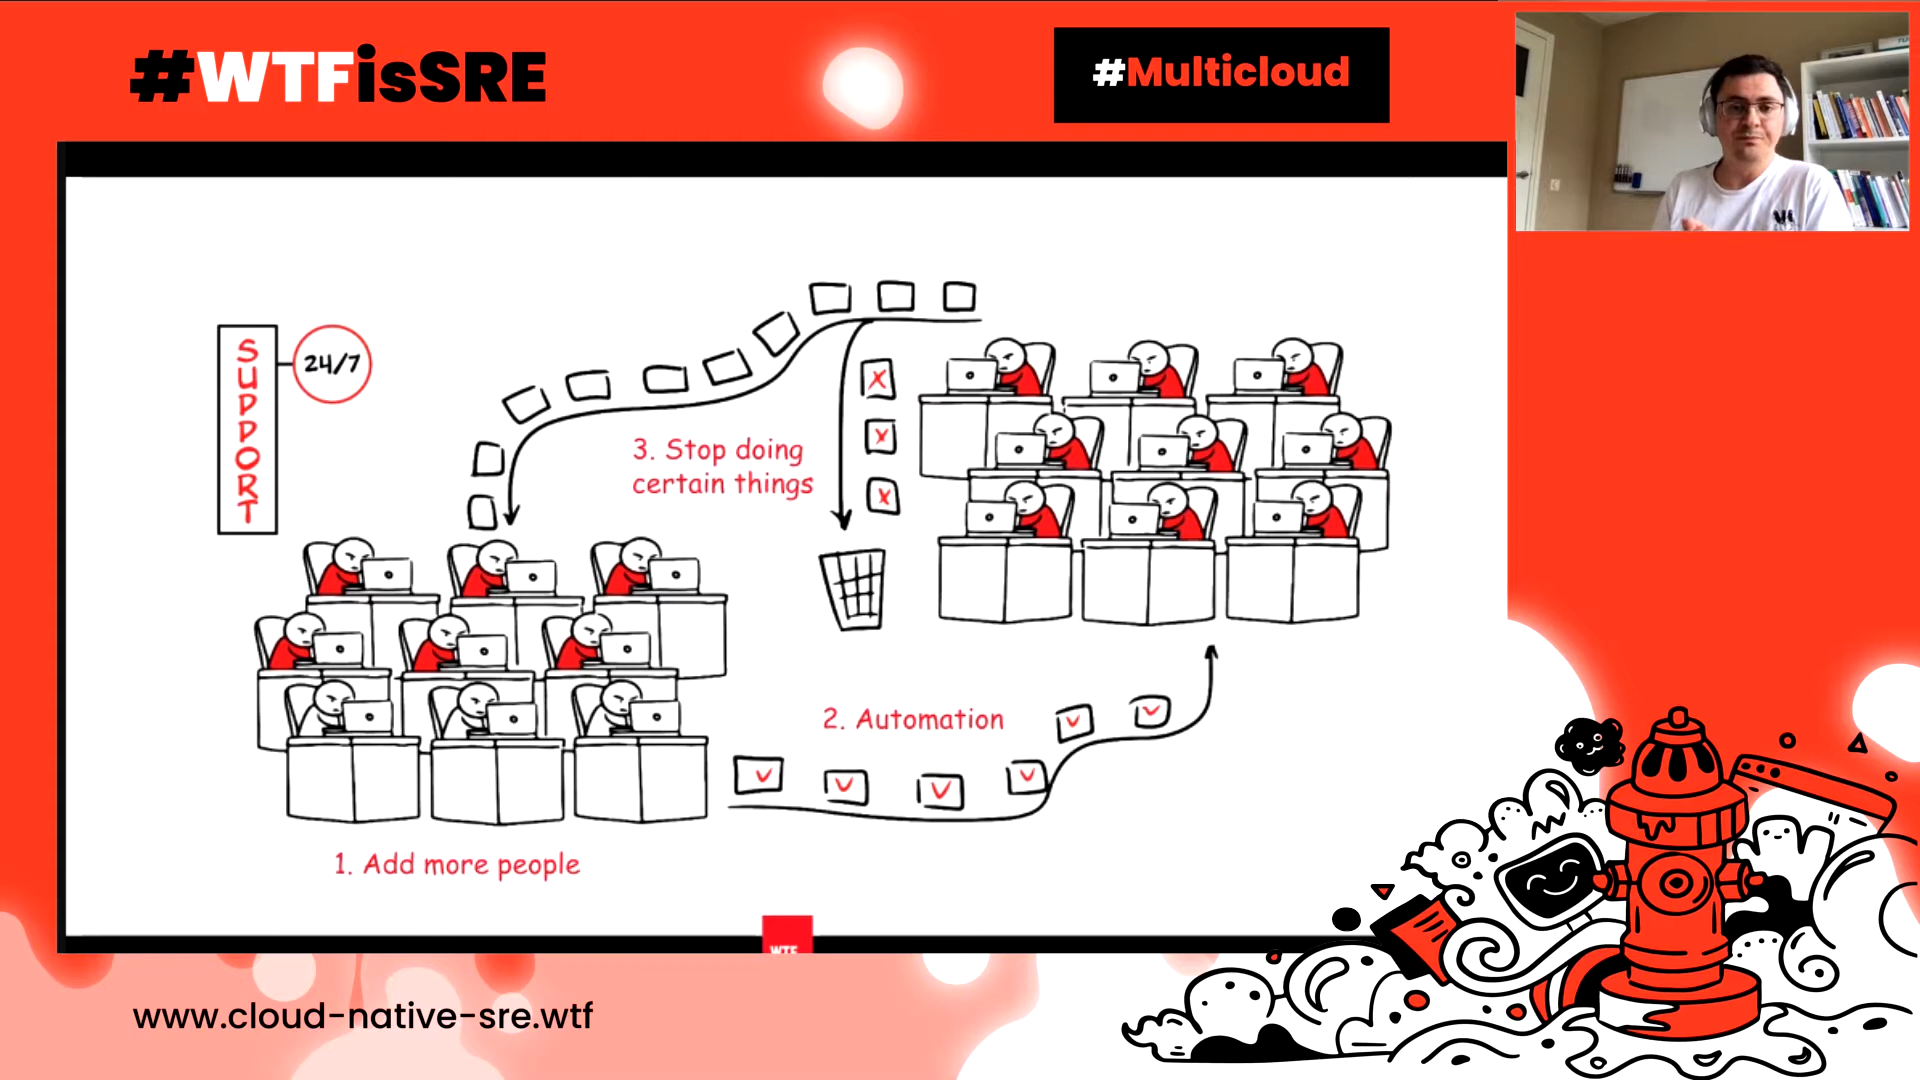 #WTFisSRE
#Multicloud
SUPPORT
24/7
3. Stop doing
certain things
2. Automation
1. Add more people
WTF
www.cloud-native-sre.wtf